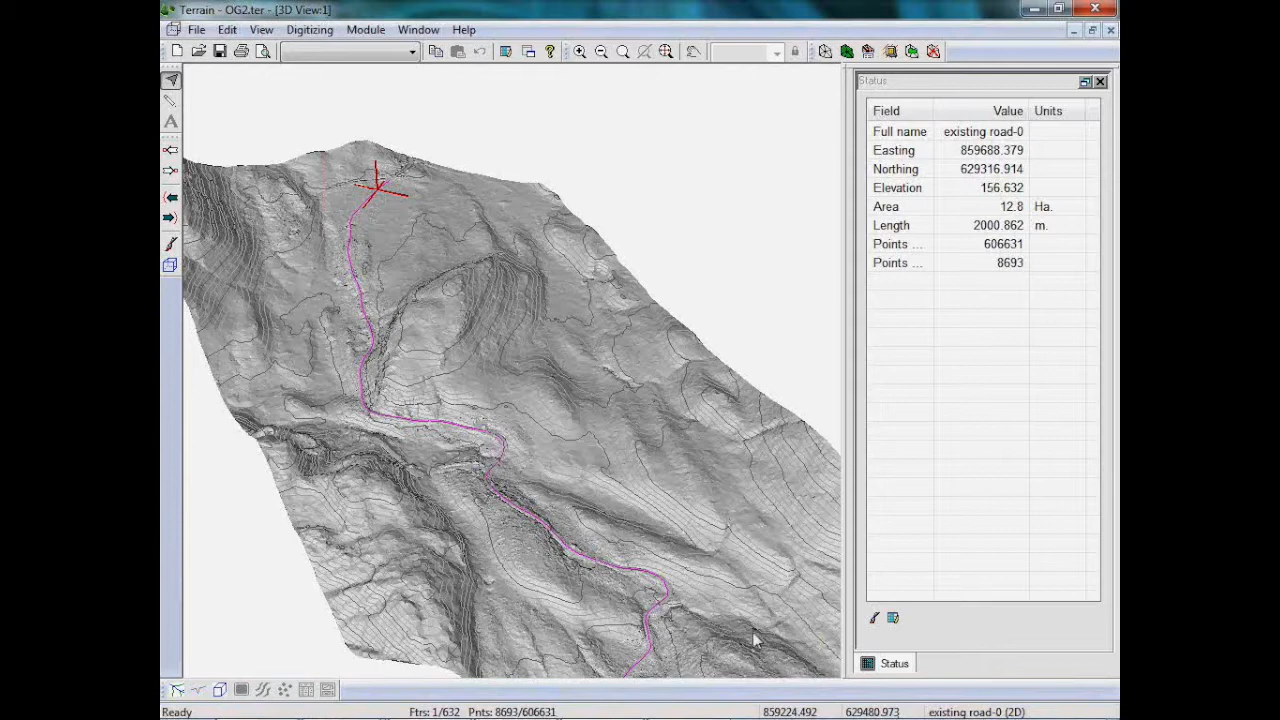 Terrain - OG2.ter - [3D View:1]
File Edit View Digitizing Module Window Help
Status
Field Value Units
Full name existing road-0
Easting 859688.379
Northing 629316.914
Elevation 156.632
Area 12.8 Ha.
Length 2000.862 m.
Points ... 606631
Points ... 8693
Status
Ready Ftrs: 1/632 Pnts: 8693/606631 859224.492 629480.973 existing road-0 (2D)